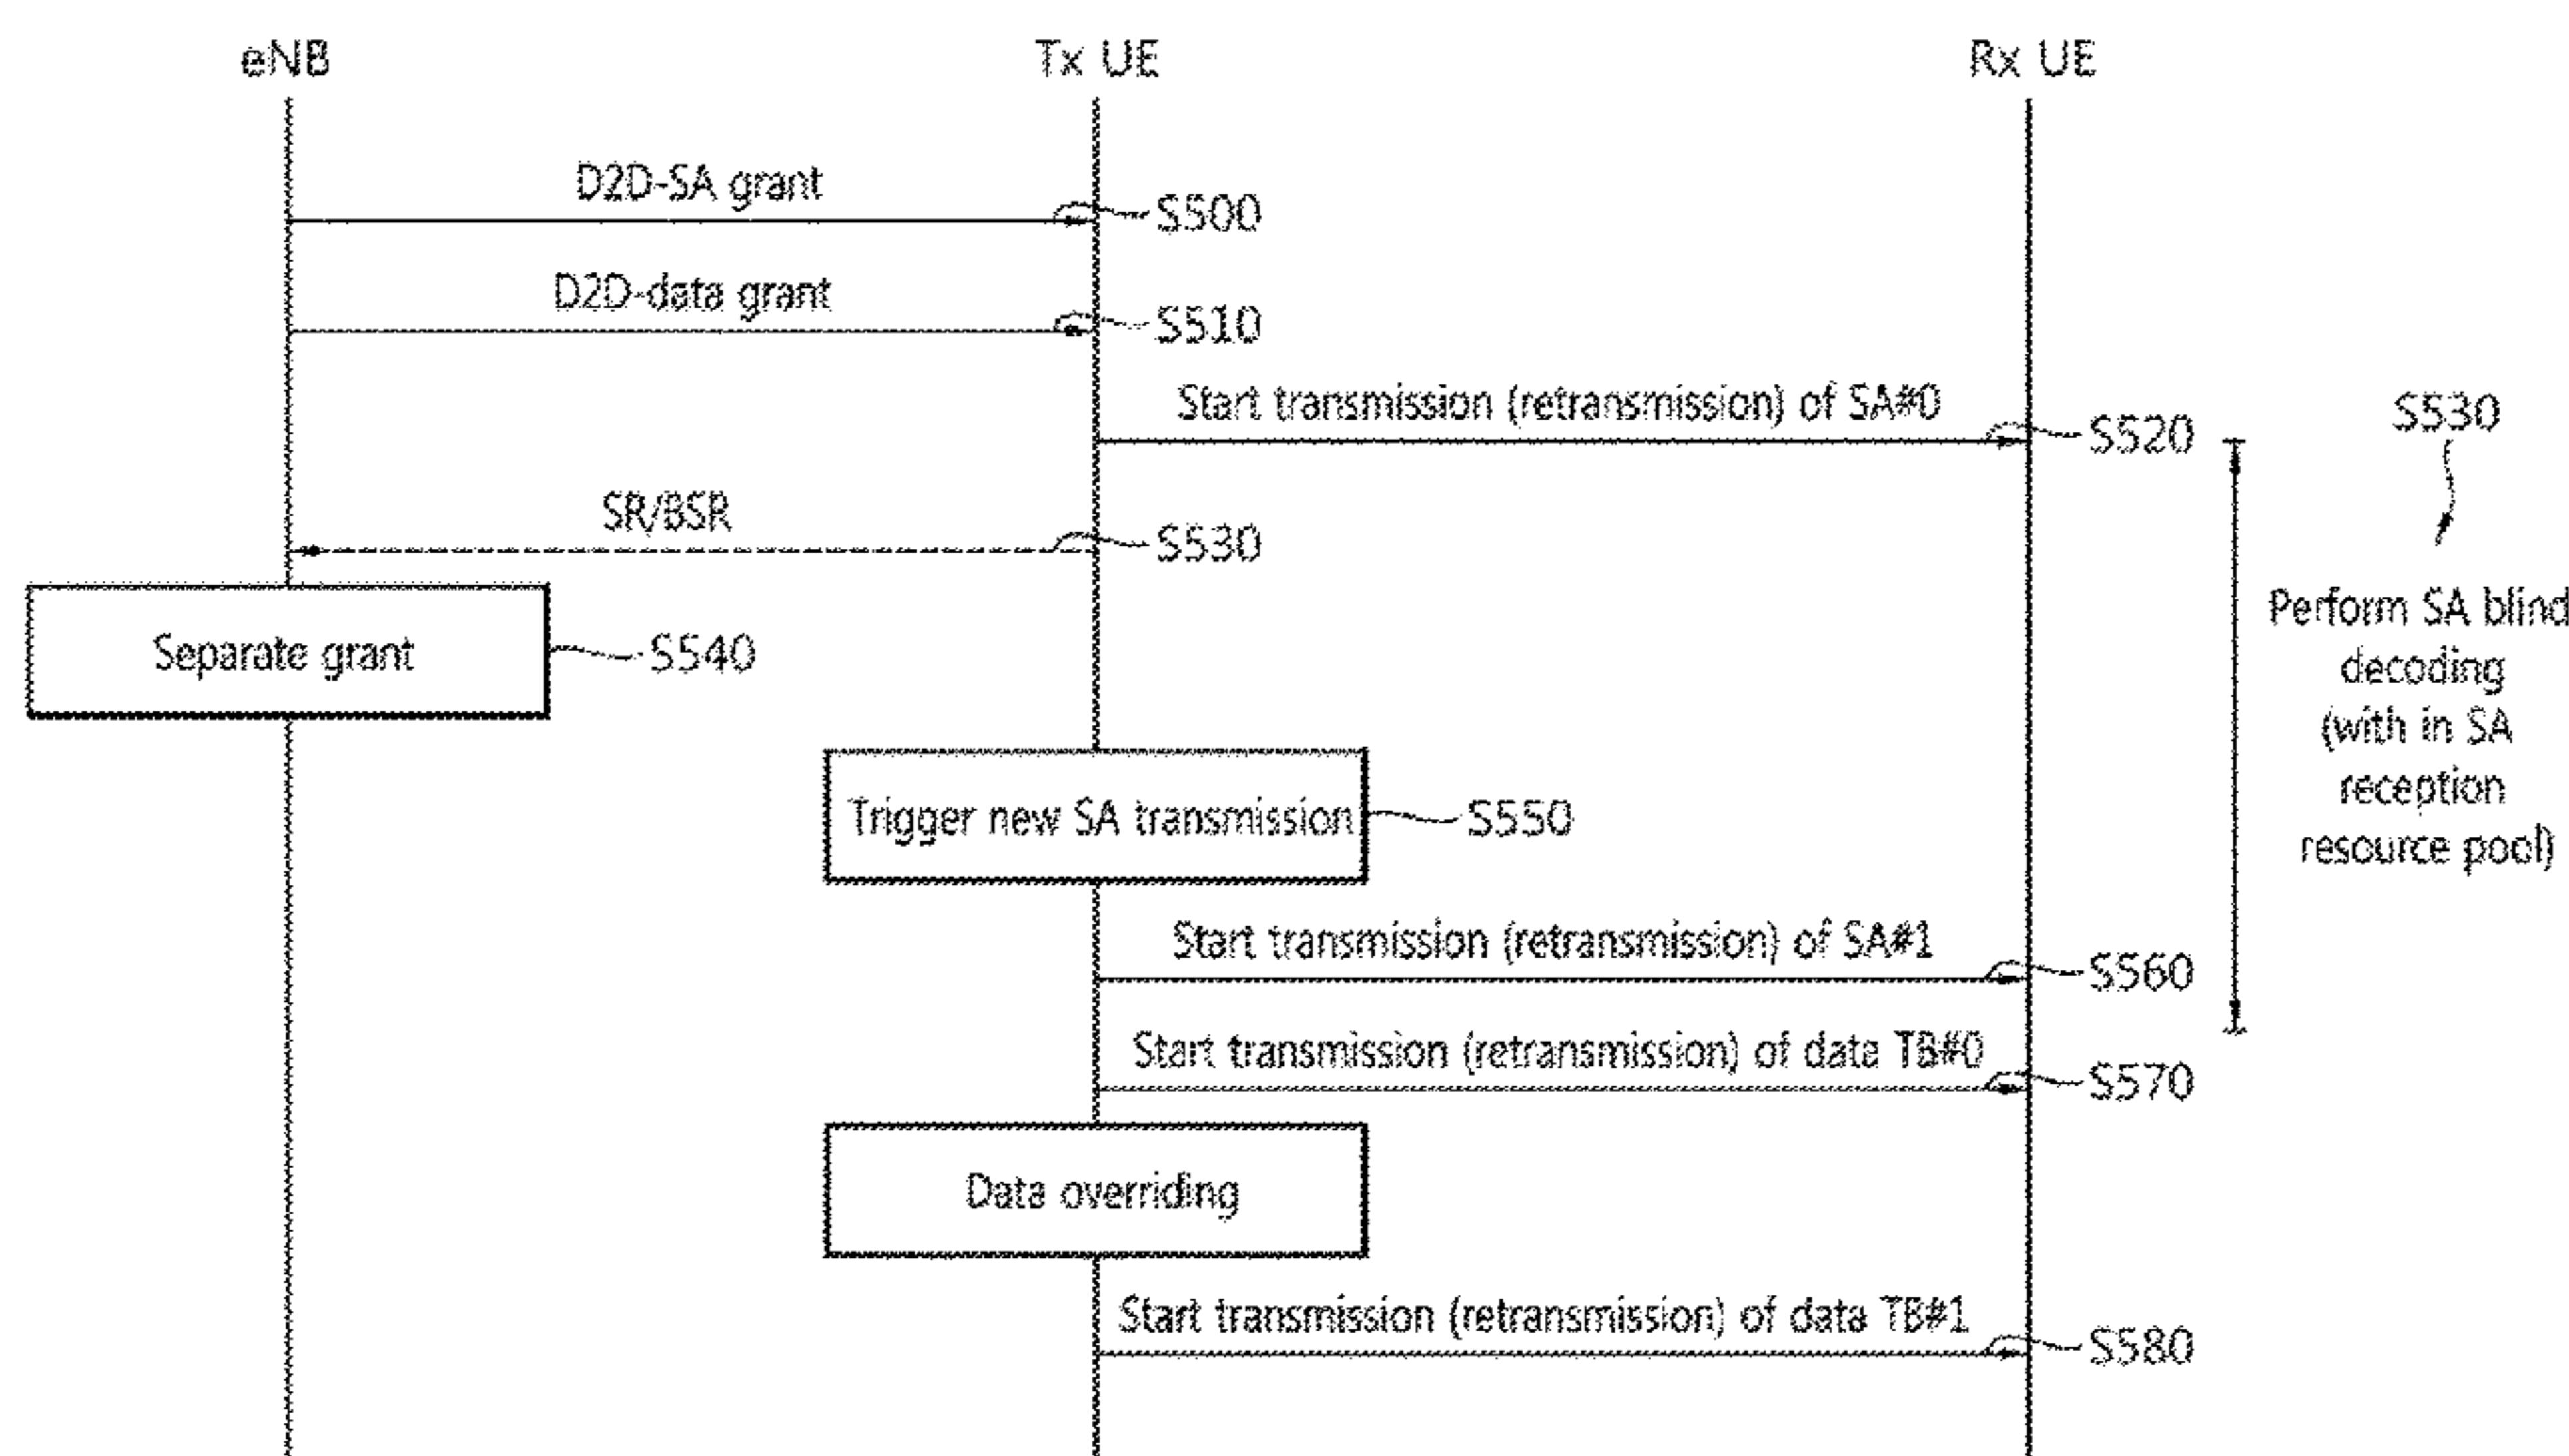 eNB
Tx UE
Rx UE
D2D-SA grant
S500
D2D-data grant
S510
Start transmission (retransmission) of SA#0
S520
S530
SR/BSR
S530
Separate grant
S540
Perform SA blind
decoding
(with in SA
reception
resource pool)
Trigger new SA transmission
S550
Start transmission (retransmission) of SA#1
S560
Start transmission (retransmission) of data TB#0
S570
Data overriding
Start transmission (retransmission) of data TB#1
S580